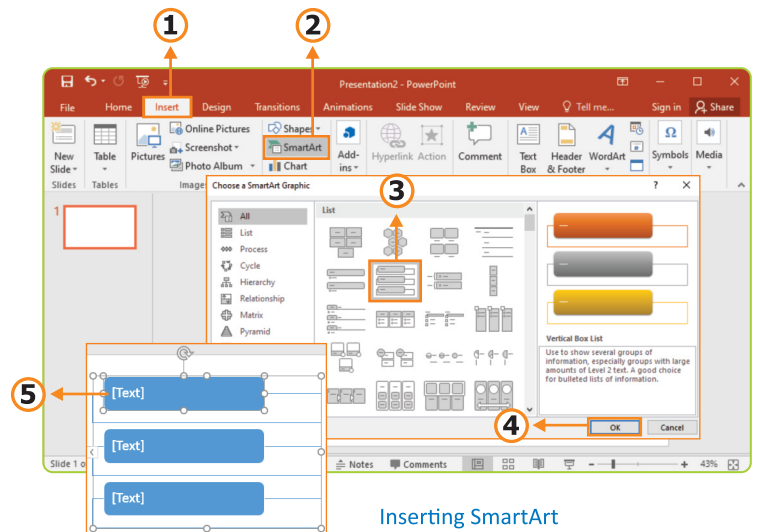 1
2
Presentation2 - PowerPoint
File Home Insert Design Transitions Animations Slide Show Review View Tell me... Sign in Share
New Slide
Table
Pictures
Online Pictures
Screenshot
Photo Album
Shapes
SmartArt
Chart
Add-ins
Hyperlink
Action
Comment
Text Box
Header & Footer
WordArt
Symbols
Media
Slides Tables Image
Choose a SmartArt Graphic
? X
3
1
All
List
Process
Cycle
Hierarchy
Relationship
Matrix
Pyramid
List
Vertical Box List
Use to show several groups of
information, especially groups with large
amounts of Level 2 text. A good choice
for bulleted lists of information.
4
OK Cancel
5
[Text]
[Text]
[Text]
Slide 1 o
Notes Comments 43%
Inserting SmartArt